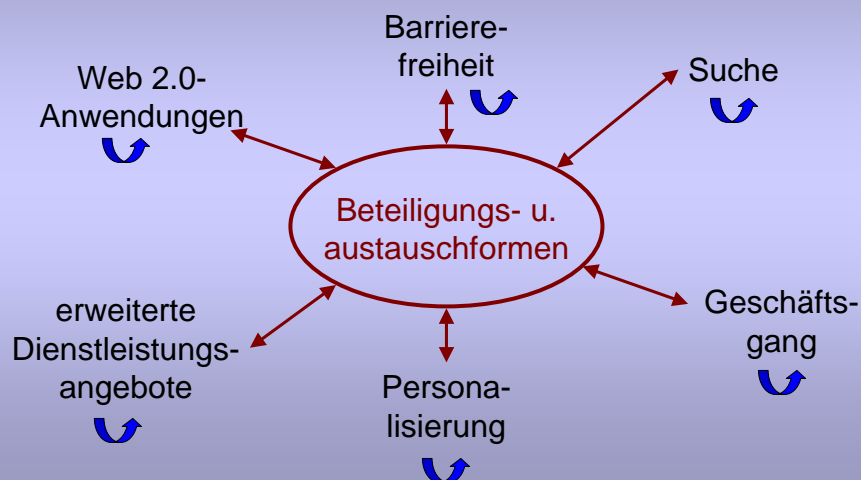 Barriere-
freiheit
Web 2.0-
Anwendungen
Suche
Beteiligungs- u.
austauschformen
erweiterte
Dienstleistungs-
angebote
Geschäfts-
gang
Persona-
lisierung